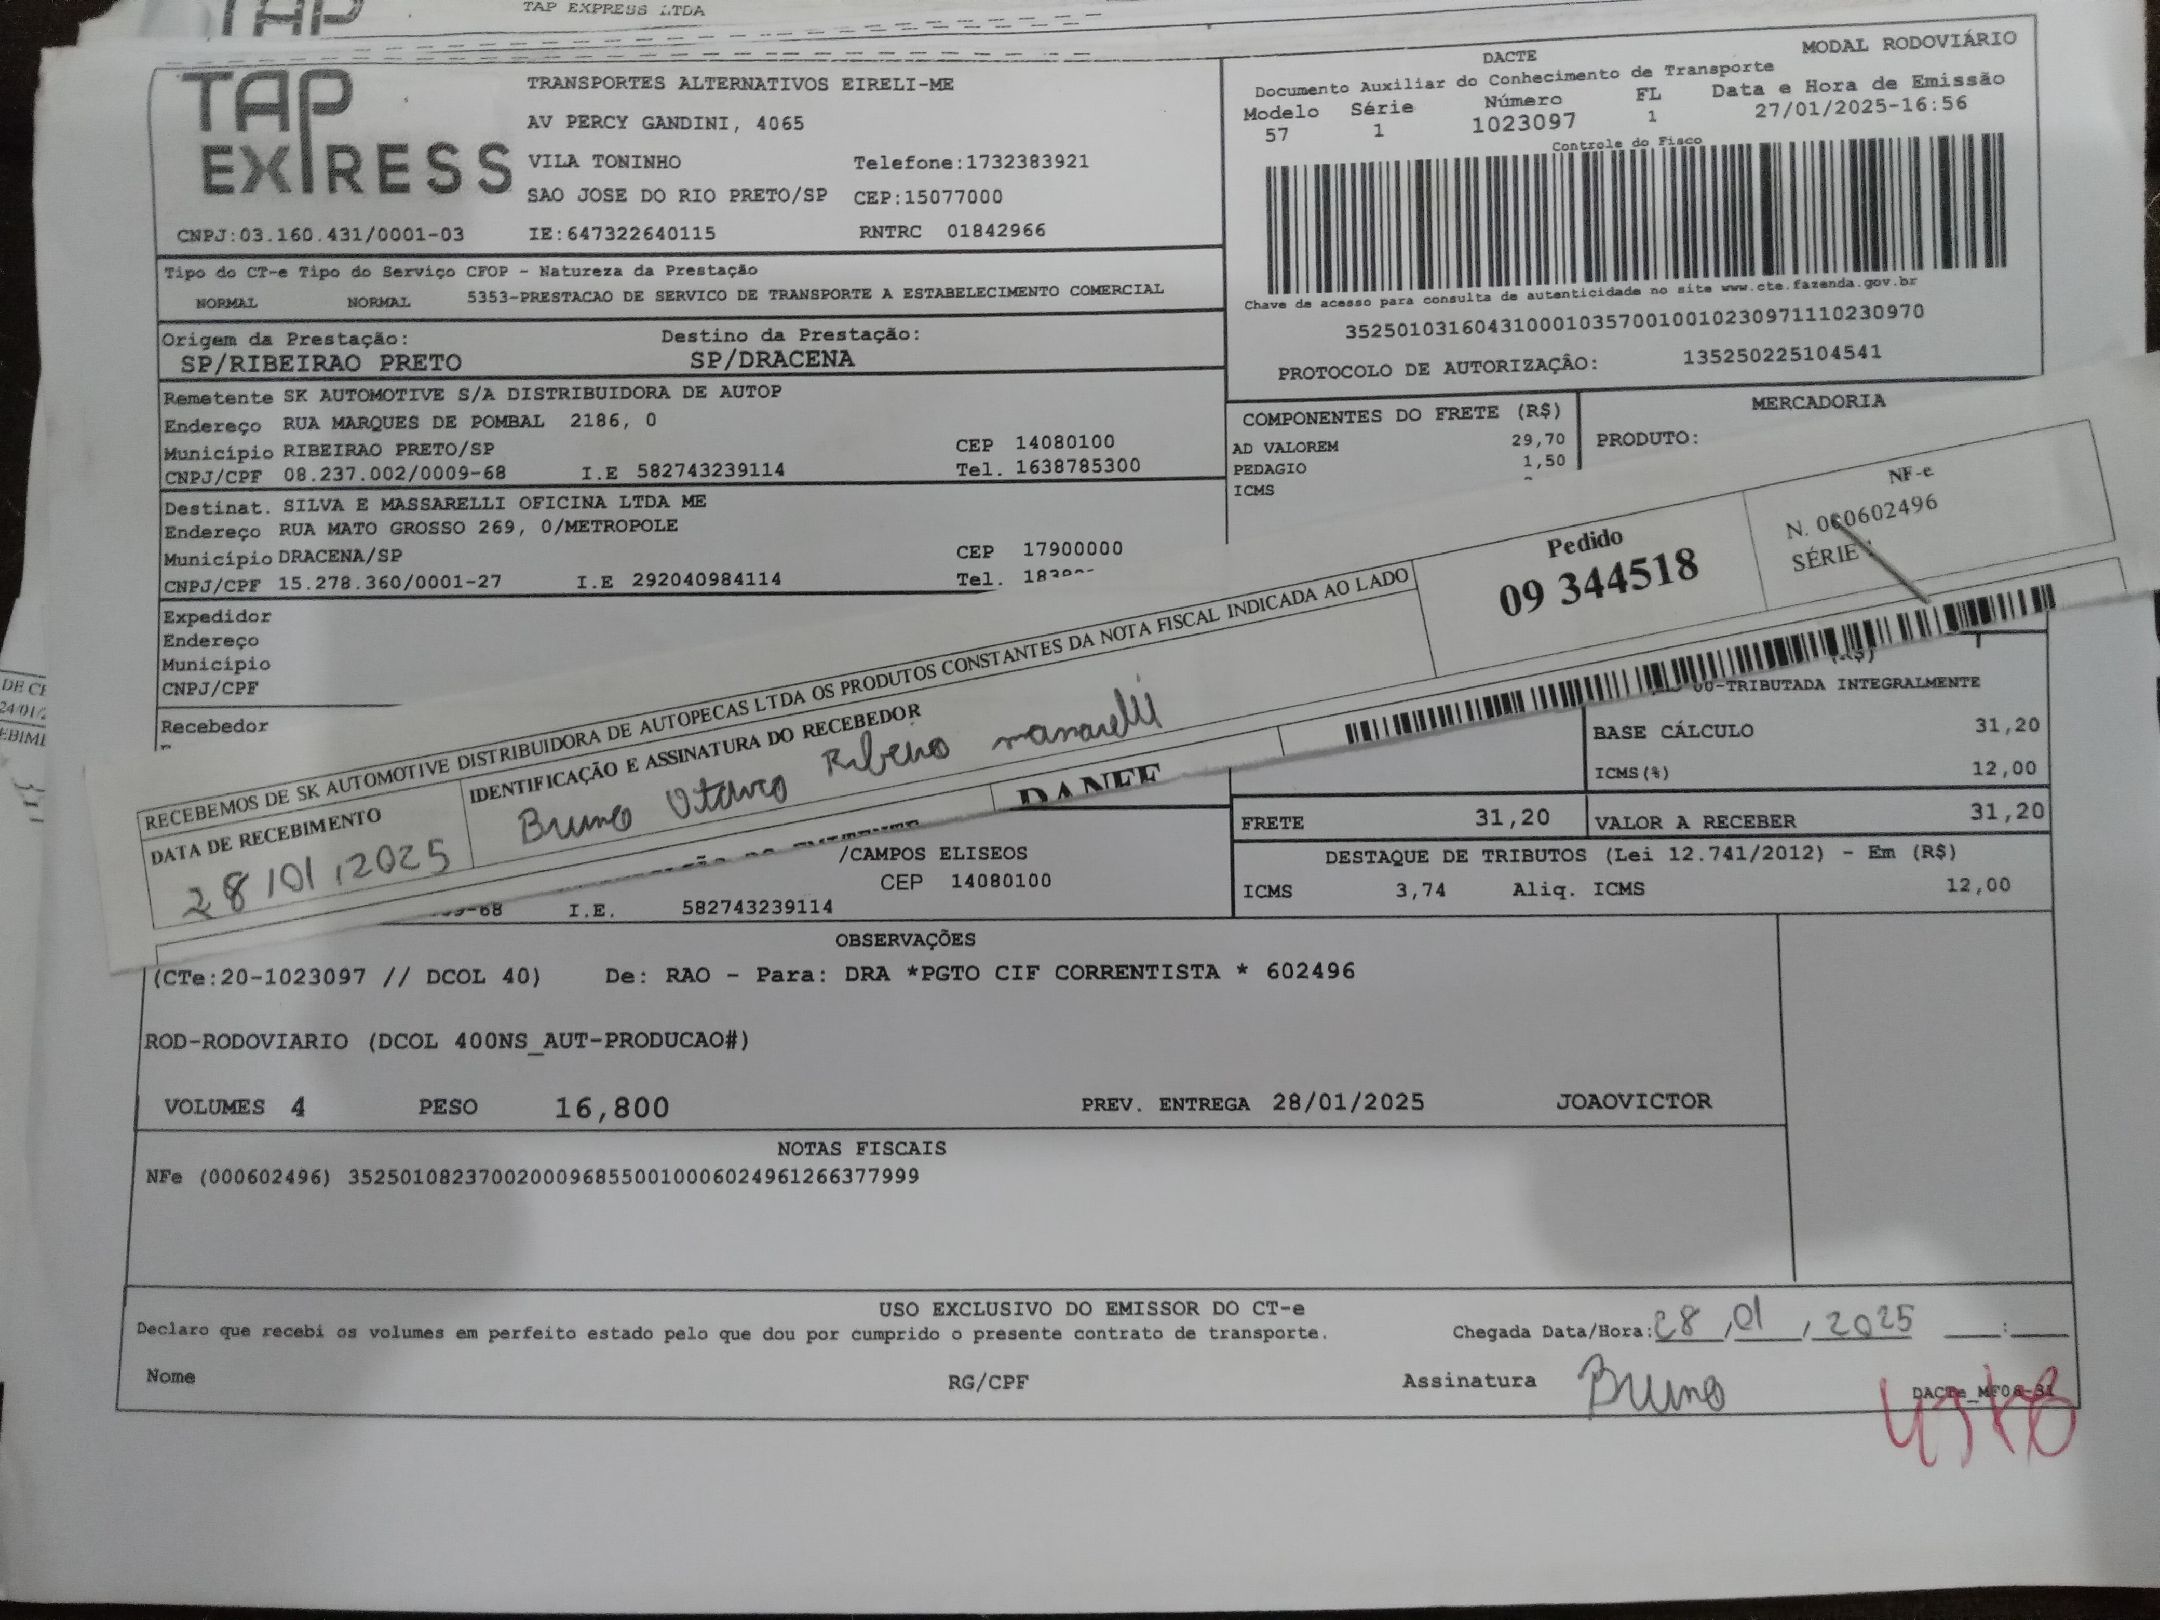 TAP EXPRESS LTDA
TAP EXPRESS
TRANSPORTES ALTERNATIVOS EIRELI-ME
AV PERCY GANDINI, 4065
VILA TONINHO Telefone:1732383921
SAO JOSE DO RIO PRETO/SP CEP:15077000
CNPJ:03.160.431/0001-03 IE:647322640115 RNTRC 01842966
DACTE MODAL RODOVIÁRIO
Documento Auxiliar do Conhecimento de Transporte
Modelo Série Número FL Data e Hora de Emissão
57 1 1023097 1 27/01/2025-16:56
Controle do Fisco
Chave de acesso para consulta de autenticidade no site www.cte.fazenda.gov.br
35250103160431000103570010010230971110230970
PROTOCOLO DE AUTORIZAÇÂO: 135250225104541
Tipo do CT-e Tipo do Serviço CFOP - Natureza da Prestação
NORMAL NORMAL 5353-PRESTACAO DE SERVICO DE TRANSPORTE A ESTABELECIMENTO COMERCIAL
Origem da Prestação: Destino da Prestação:
SP/RIBEIRAO PRETO SP/DRACENA
Remetente SK AUTOMOTIVE S/A DISTRIBUIDORA DE AUTOP
Endereço RUA MARQUES DE POMBAL 2186, 0
Município RIBEIRAO PRETO/SP CEP 14080100
CNPJ/CPF 08.237.002/0009-68 I.E 582743239114 Tel. 1638785300
Destinat. SILVA E MASSARELLI OFICINA LTDA ME
Endereço RUA MATO GROSSO 269, 0/METROPOLE
Município DRACENA/SP CEP 17900000
CNPJ/CPF 15.278.360/0001-27 I.E 292040984114 Tel.
Expedidor
Endereço
Município
CNPJ/CPF
Recebedor
COMPONENTES DO FRETE (R$) MERCADORIA
AD VALOREM 29,70 PRODUTO:
PEDAGIO 1,50
ICMS
RECEBEMOS DE SK AUTOMOTIVE DISTRIBUIDORA DE AUTOPECAS LTDA OS PRODUTOS CONSTANTES DA NOTA FISCAL INDICADA AO LADO
DATA DE RECEBIMENTO IDENTIFICAÇÃO E ASSINATURA DO RECEBEDOR
28/01/2025 Bruno Otavio Ribeiro massarelli
Pedido
09 344518
NF-e
N. 000602496
SÉRIE
DANFE
00-TRIBUTADA INTEGRALMENTE
BASE CÁLCULO 31,20
ICMS(%) 12,00
FRETE 31,20 VALOR A RECEBER 31,20
/CAMPOS ELISEOS
CEP 14080100
I.E. 582743239114
DESTAQUE DE TRIBUTOS (Lei 12.741/2012) - Em (R$)
ICMS 3,74 Aliq. ICMS 12,00
OBSERVAÇÕES
(CTe:20-1023097 // DCOL 40) De: RAO - Para: DRA *PGTO CIF CORRENTISTA * 602496
ROD-RODOVIARIO (DCOL 400NS_AUT-PRODUCAO#)
VOLUMES 4 PESO 16,800 PREV. ENTREGA 28/01/2025 JOAOVICTOR
NOTAS FISCAIS
NFe (000602496) 35250108237002000968550010006024961266377999
USO EXCLUSIVO DO EMISSOR DO CT-e
Declaro que recebi os volumes em perfeito estado pelo que dou por cumprido o presente contrato de transporte. Chegada Data/Hora: 28/01/2025
Nome RG/CPF Assinatura Bruno